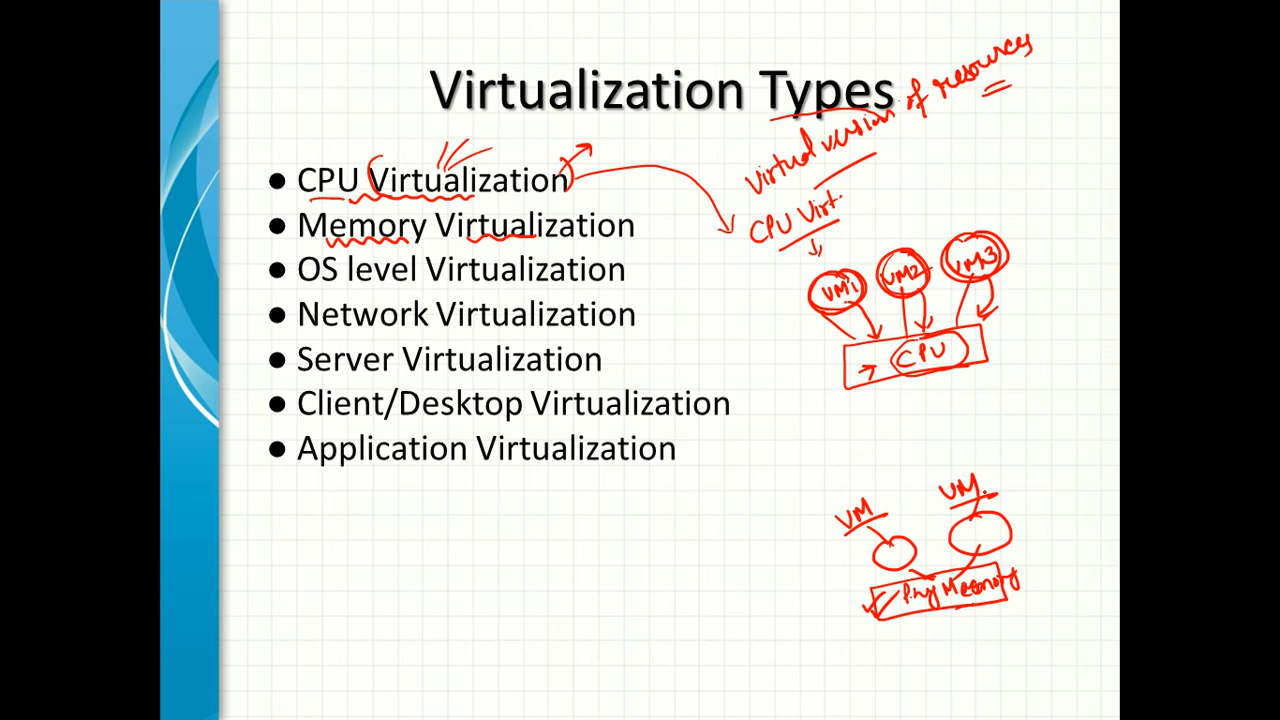 Virtualization Types
Virtual version of resources
● CPU Virtualization
● Memory Virtualization
● OS level Virtualization
● Network Virtualization
● Server Virtualization
● Client/Desktop Virtualization
● Application Virtualization
CPU Virt.
VM1 VM2 VM3
CPU
VM VM.
Phy Memory